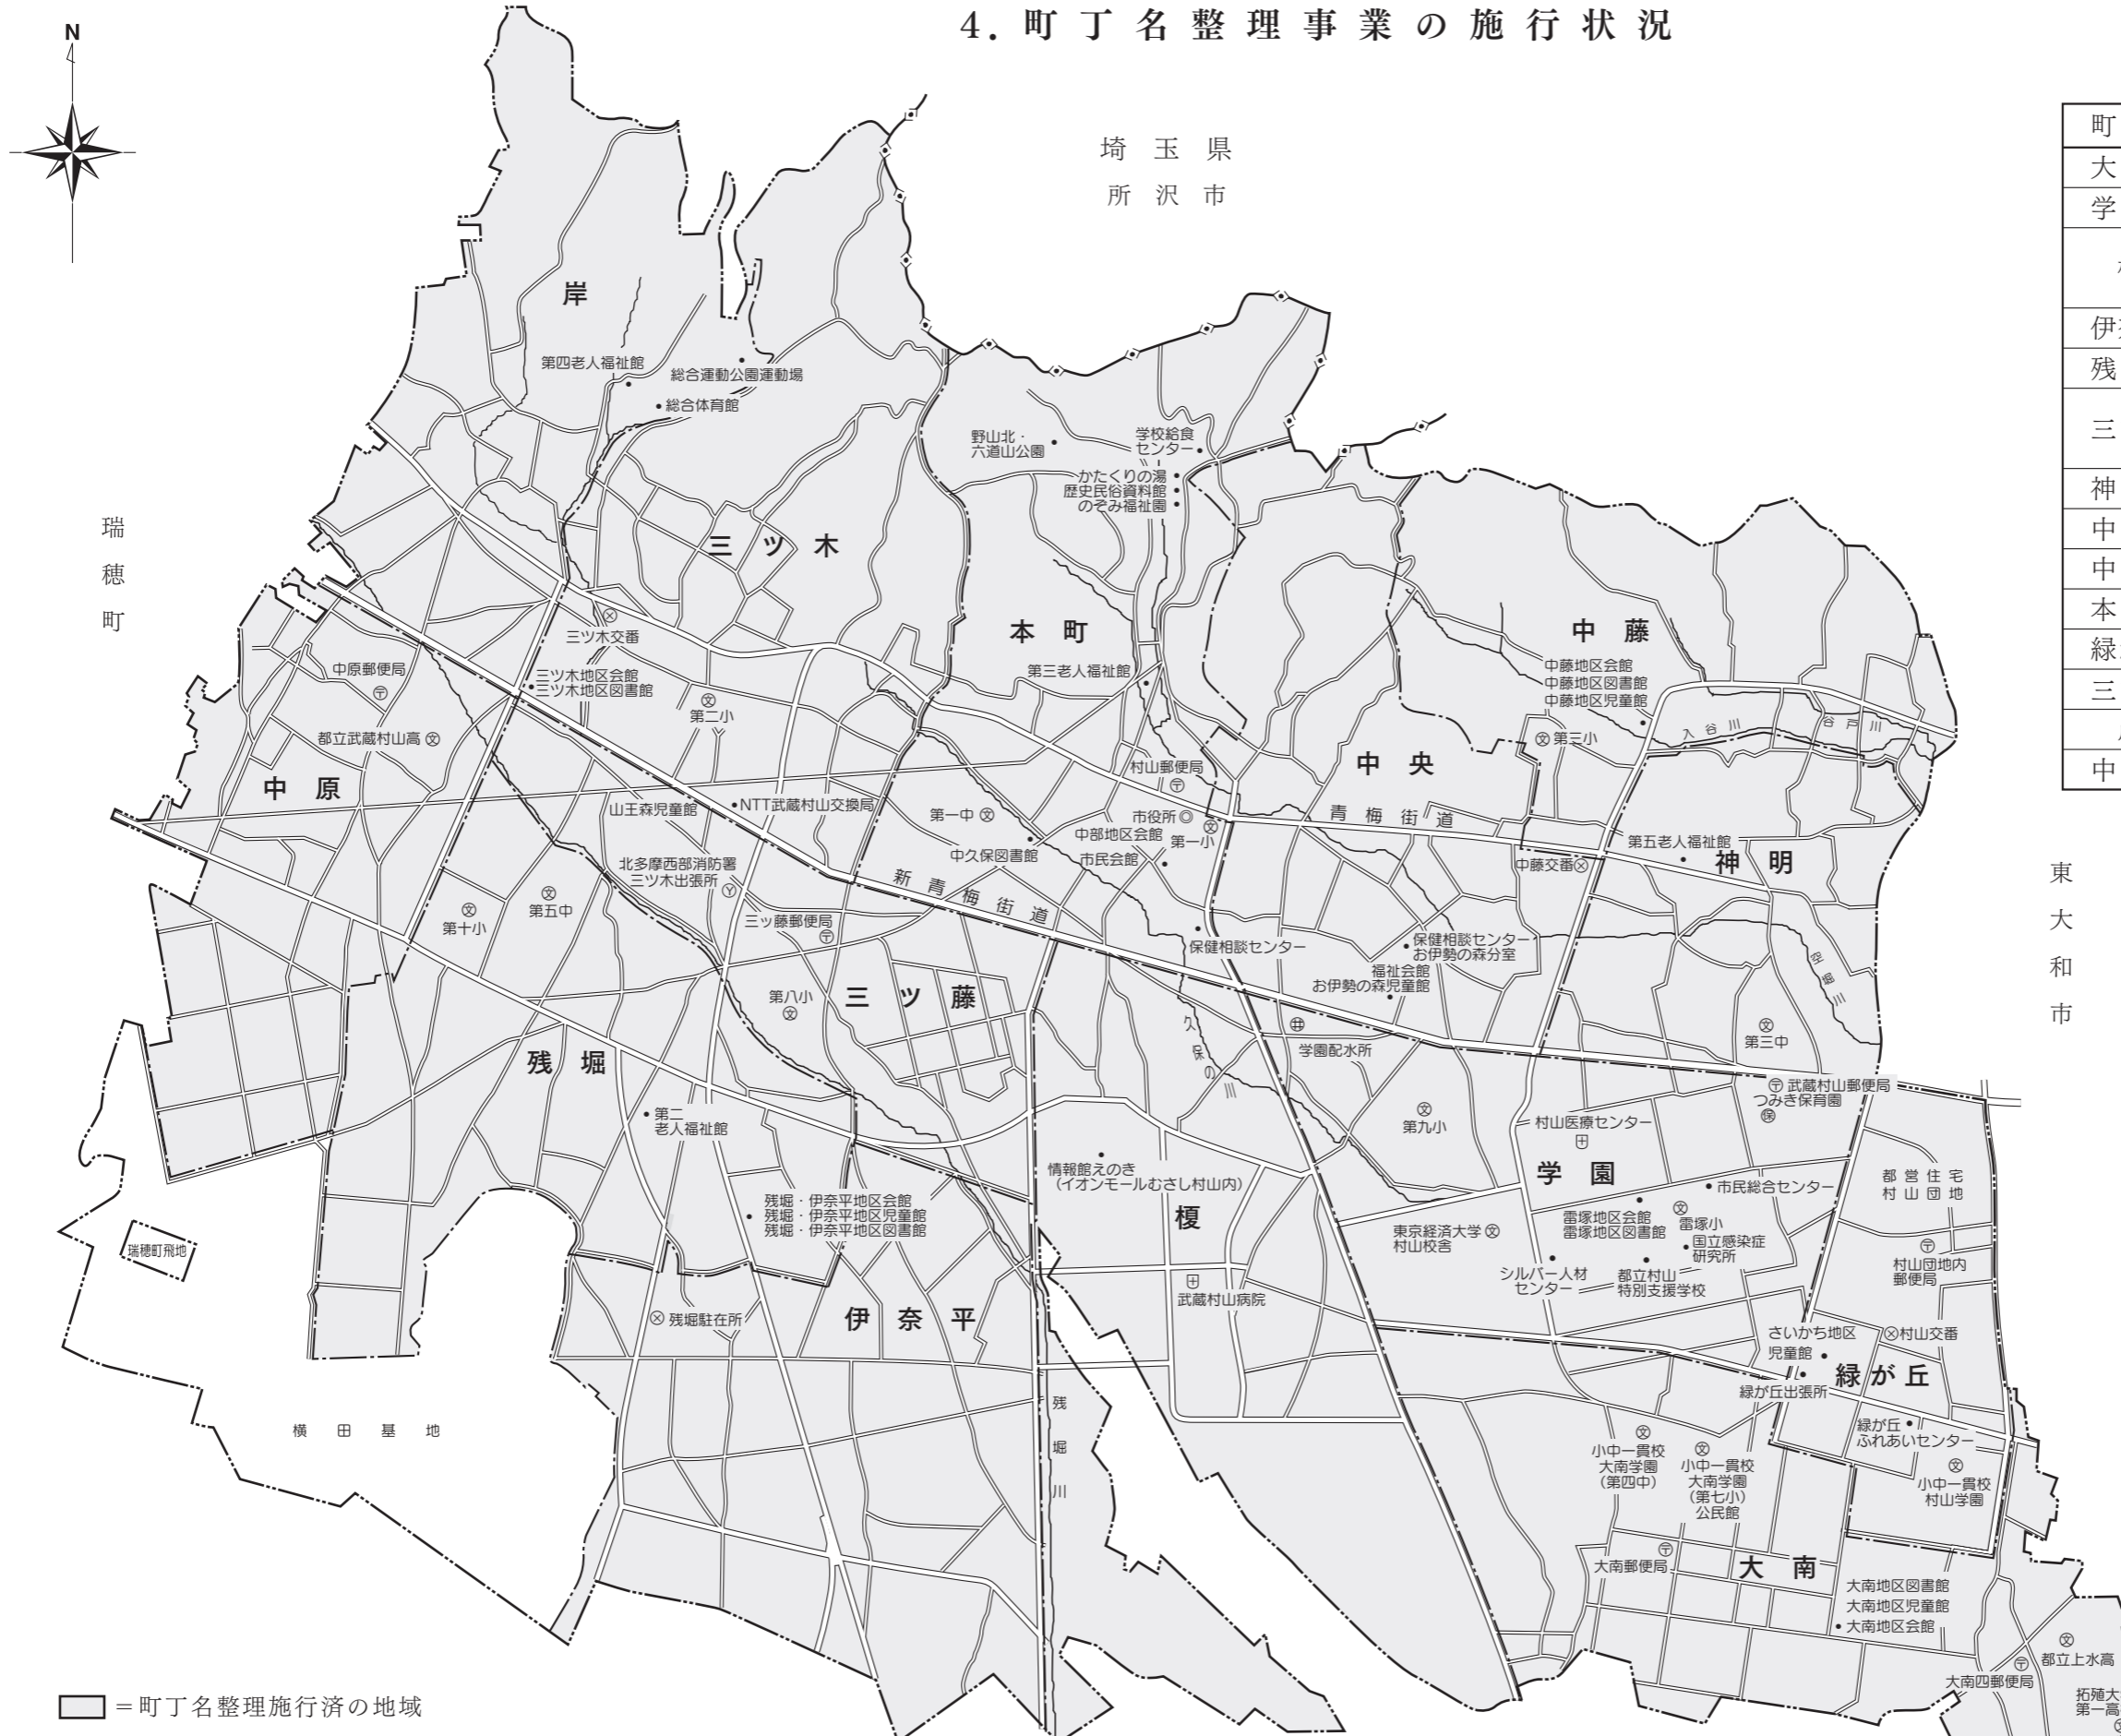 4．町丁名整理事業の施行状況
N
埼玉県
所沢市
瑞穂町
東大和市
岸
第四老人福祉館
総合運動公園運動場
総合体育館
野山北・
六道山公園
学校給食
センター
かたくりの湯
歴史民俗資料館
のぞみ福祉園
三ツ木
本町
中藤
三ツ木交番
中原郵便局
三ツ木地区会館
三ツ木地区図書館
第三老人福祉館
中藤地区会館
中藤地区図書館
中藤地区児童館
第二小
都立武蔵村山高
第三小
入谷川
谷戸川
中原
中央
村山郵便局
山王森児童館
NTT武蔵村山交換局
第一中
市役所
青梅街道
中部地区会館
第一小
中久保図書館
市民会館
第五老人福祉館
中藤交番
神明
北多摩西部消防署
三ツ木出張所
新青梅街道
第十小
第五中
三ッ藤郵便局
保健相談センター
保健相談センター
お伊勢の森分室
福祉会館
お伊勢の森児童館
空堀川
第八小
三ツ藤
久保の川
学園配水所
第三中
残堀
武蔵村山郵便局
つみき保育園
第二
老人福祉館
第九小
村山医療センター
情報館えのき
（イオンモールむさし村山内）
学園
都営住宅
村山団地
市民総合センター
残堀・伊奈平地区会館
残堀・伊奈平地区児童館
残堀・伊奈平地区図書館
榎
東京経済大学
村山校舎
雷塚地区会館
雷塚地区図書館
雷塚小
国立感染症
研究所
瑞穂町飛地
シルバー人材
センター
都立村山
特別支援学校
村山団地内
郵便局
武蔵村山病院
残堀駐在所
伊奈平
さいかち地区
児童館
村山交番
緑が丘
緑が丘出張所
横田基地
残堀川
緑が丘
ふれあいセンター
小中一貫校
大南学園
（第四中）
小中一貫校
大南学園
（第七小）
公民館
小中一貫校
村山学園
大南郵便局
大南
大南地区図書館
大南地区児童館
大南地区会館
都立上水高
大南四郵便局
拓殖大
第一高
＝町丁名整理施行済の地域
町
大
学
伊
残
三
神
中
中
本
緑
三
中